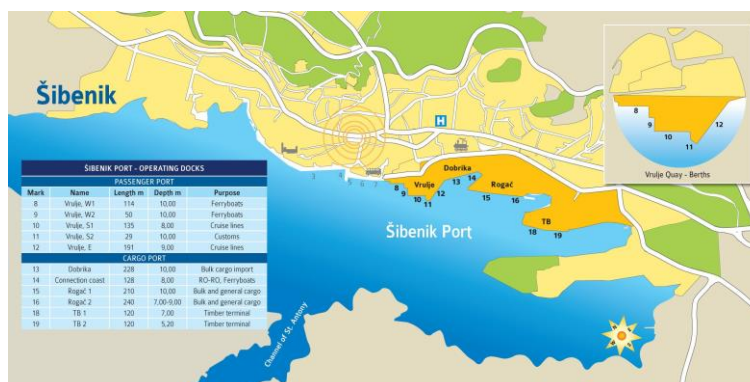 Šibenik
ŠIBENIK PORT - OPERATING DOCKS
PASSENGER PORT
Mark Name Length m Depth m Purpose
8 Vrulje, W1 114 10,00 Ferryboats
9 Vrulje, W2 50 10,00 Ferryboats
10 Vrulje, S1 135 8,00 Cruise lines
11 Vrulje, S2 29 10,00 Customs
12 Vrulje, E 191 9,00 Cruise lines
CARGO PORT
13 Dobrika 228 10,00 Bulk cargo import
14 Connection coast 128 8,00 RO-RO, Ferryboats
15 Rogač 1 210 10,00 Bulk and general cargo
16 Rogač 2 240 7,00-9,00 Bulk and general cargo
18 TB 1 120 7,00 Timber terminal
19 TB 2 120 5,20 Timber terminal
H
Dobrika
Vrulje
13 14
Rogač
8
9
10
11
12
15 16
TB
18 19
Šibenik Port
Channel of St. Antony
8
9
10
11
12
Vrulje Quay - Berths